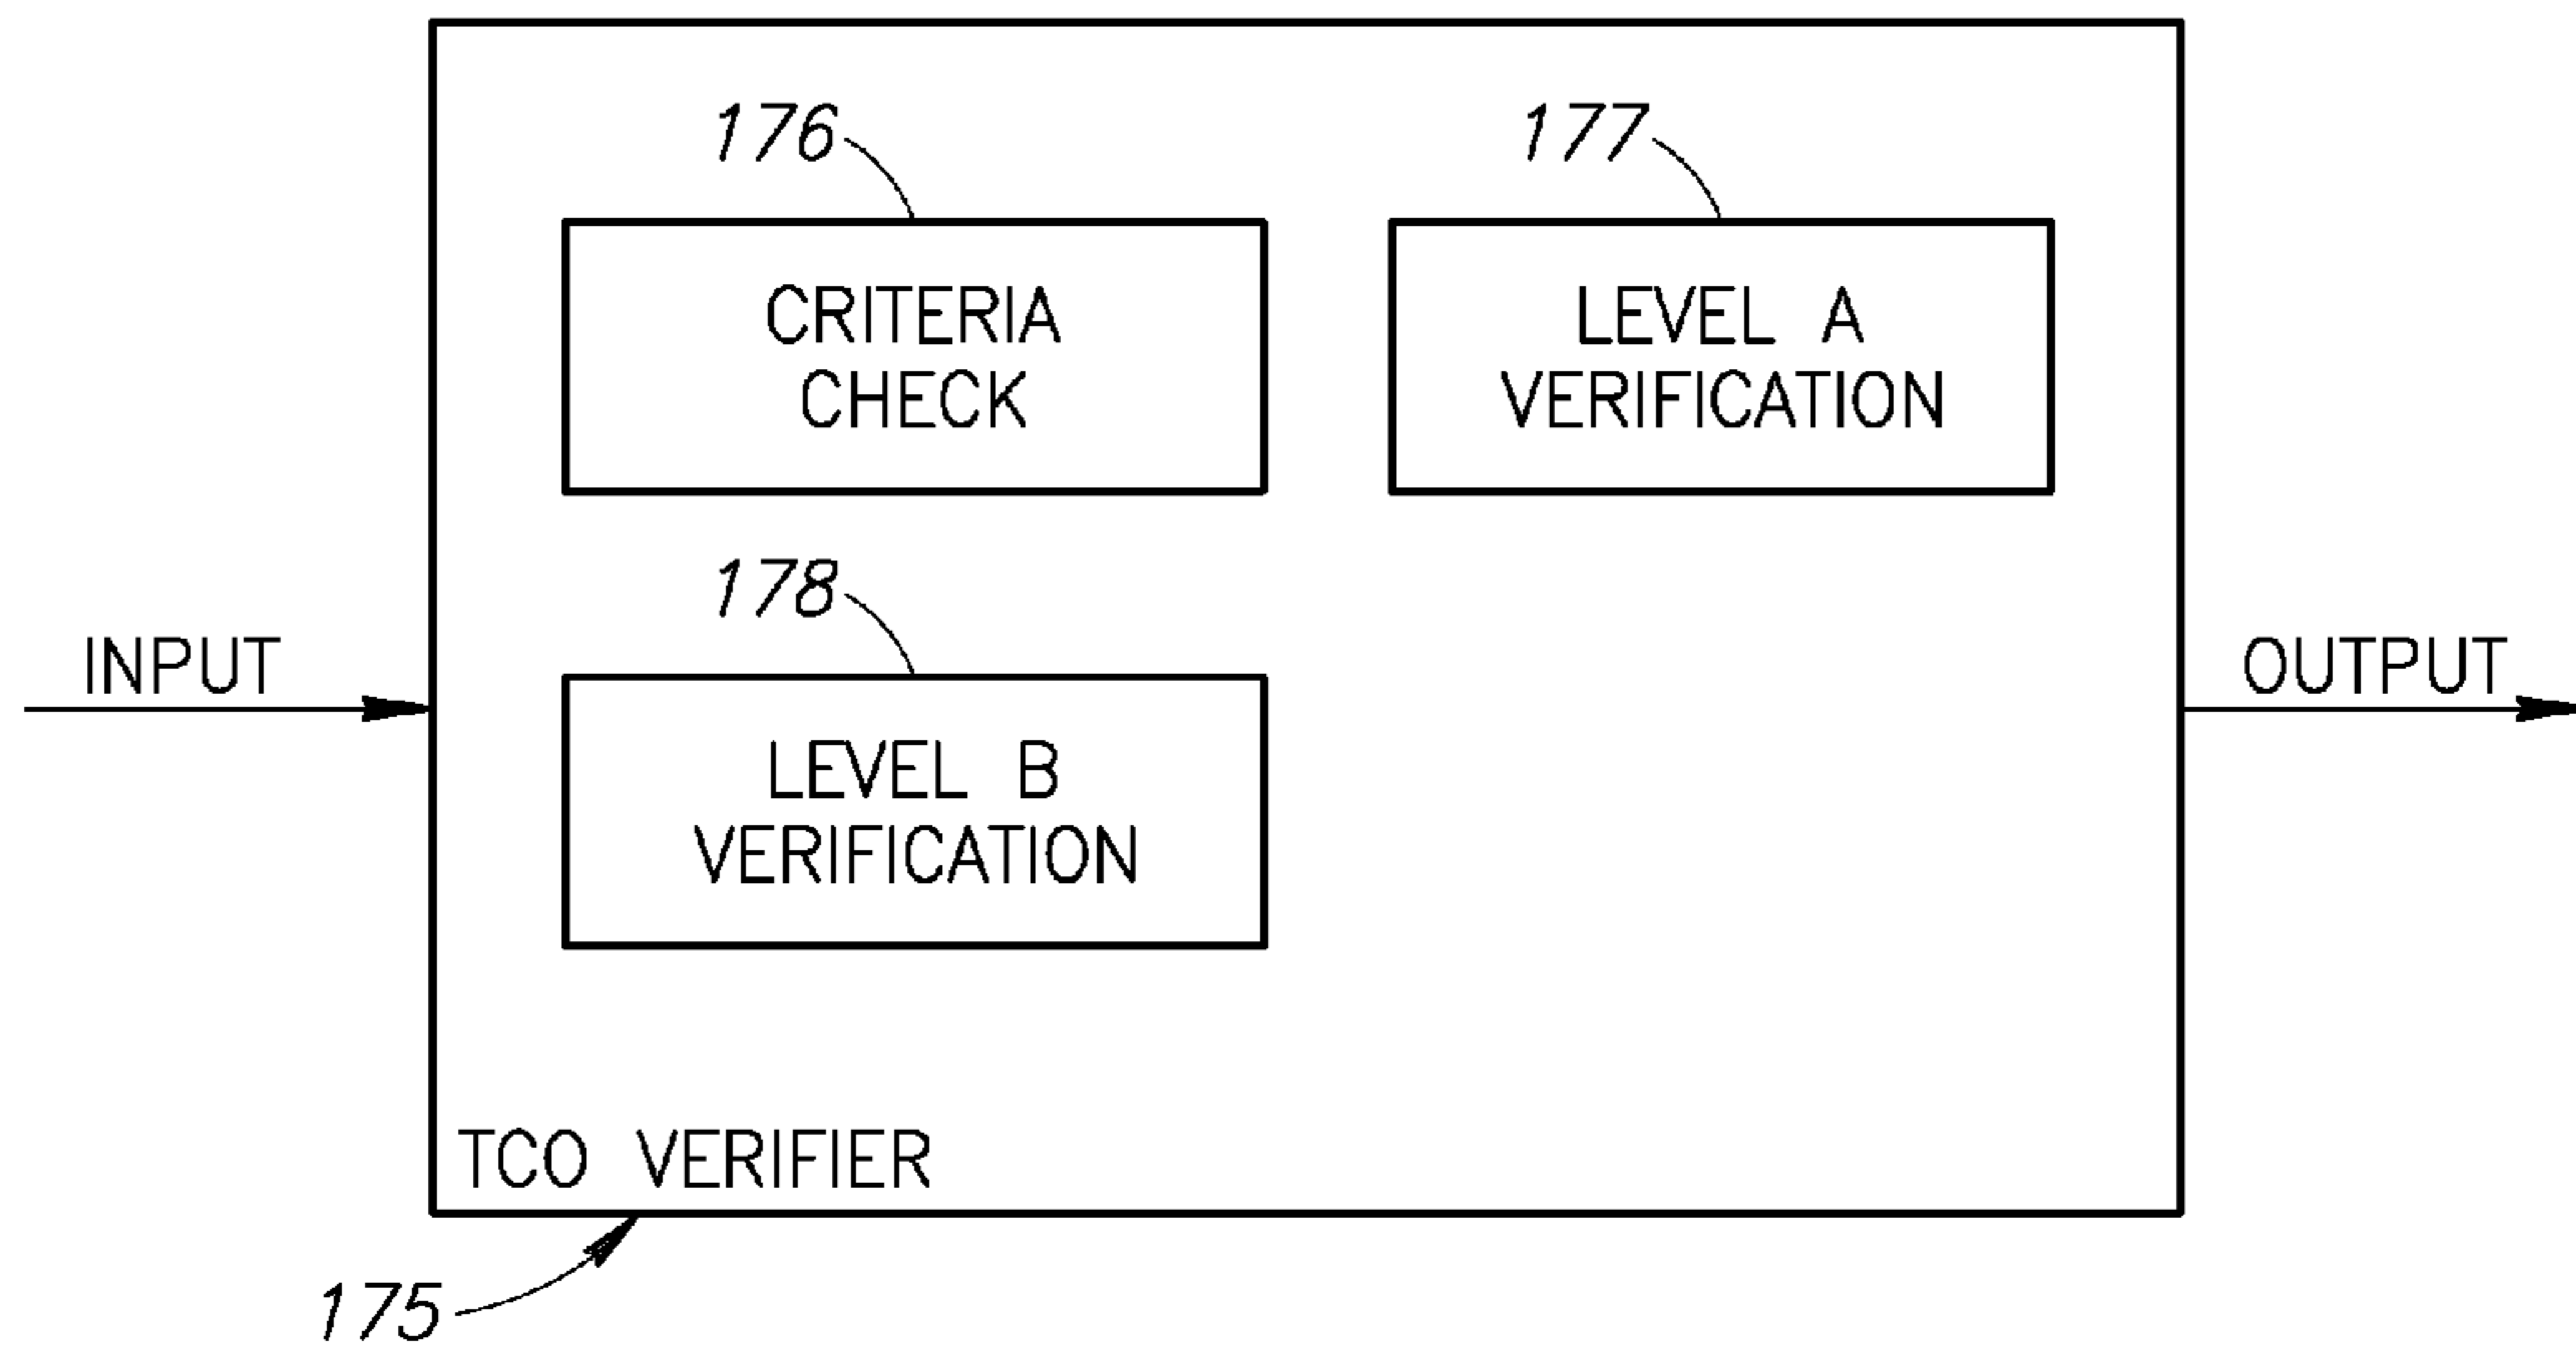 176
177
CRITERIA
CHECK
LEVEL A
VERIFICATION
178
INPUT
LEVEL B
VERIFICATION
OUTPUT
TCO VERIFIER
175